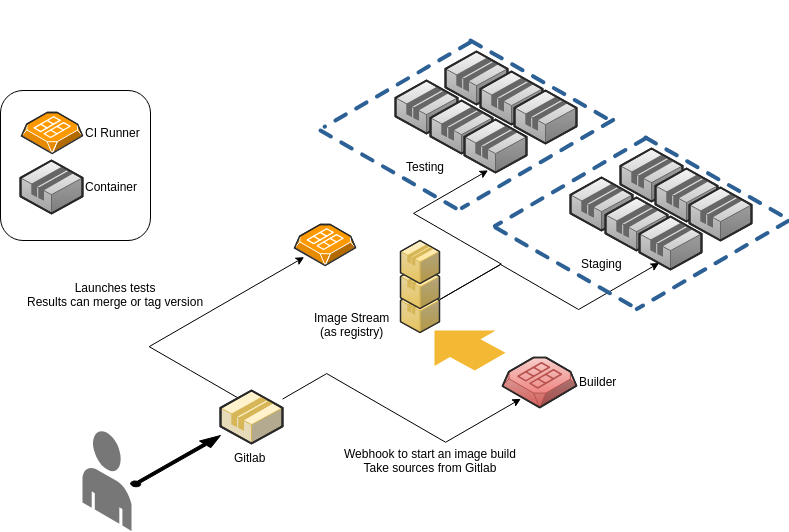 CI Runner
Container
Testing
Staging
Launches tests
Results can merge or tag version
Image Stream
(as registry)
Builder
Gitlab
Webhook to start an image build
Take sources from Gitlab